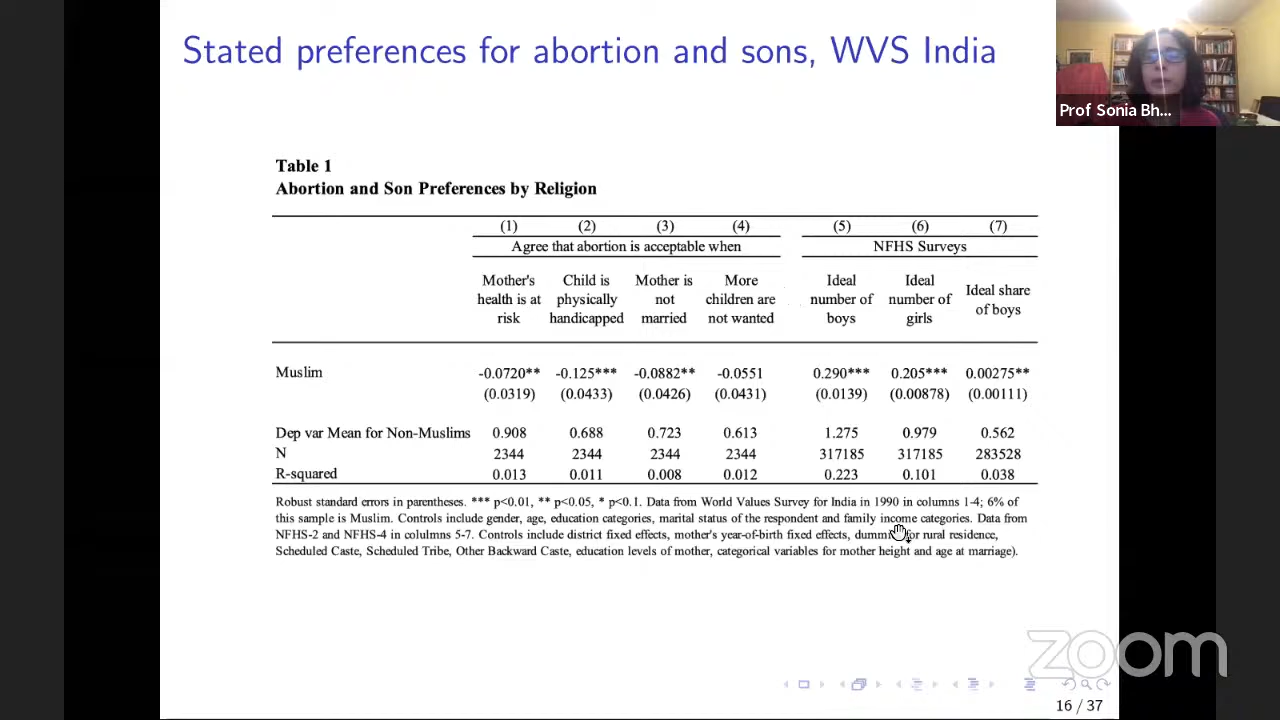 Stated preferences for abortion and sons, WVS India
Prof Sonia Bh...
Table 1
Abortion and Son Preferences by Religion
(1) (2) (3) (4) (5) (6) (7)
Agree that abortion is acceptable when NFHS Surveys
Mother's health is at risk
Child is physically handicapped
Mother is not married
More children are not wanted
Ideal number of boys
Ideal number of girls
Ideal share of boys
Muslim -0.0720** -0.125*** -0.0882** -0.0551 0.290*** 0.205*** 0.00275**
(0.0319) (0.0433) (0.0426) (0.0431) (0.0139) (0.00878) (0.00111)
Dep var Mean for Non-Muslims 0.908 0.688 0.723 0.613 1.275 0.979 0.562
N 2344 2344 2344 2344 317185 317185 283528
R-squared 0.013 0.011 0.008 0.012 0.223 0.101 0.038
Robust standard errors in parentheses. *** p<0.01, ** p<0.05, * p<0.1. Data from World Values Survey for India in 1990 in columns 1-4; 6% of
this sample is Muslim. Controls include gender, age, education categories, marital status of the respondent and family income categories. Data from
NFHS-2 and NFHS-4 in colulmns 5-7. Controls include district fixed effects, mother's year-of-birth fixed effects, for rural residence,
Scheduled Caste, Scheduled Tribe, Other Backward Caste, education levels of mother, categorical variables for mother height and age at marriage).
zoom
16 / 37